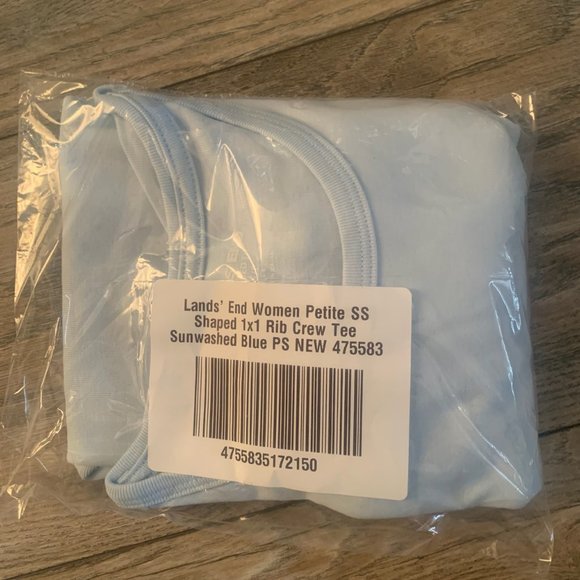 Lands' End Women Petite SS
Shaped 1x1 Rib Crew Tee
Sunwashed Blue PS NEW 475583
4755835172150